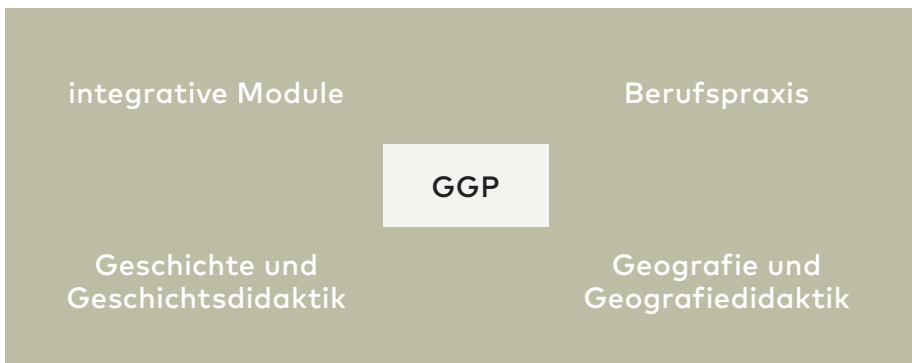 integrative Module
Berufspraxis
GGP
Geschichte und
Geschichtsdidaktik
Geografie und
Geografiedidaktik